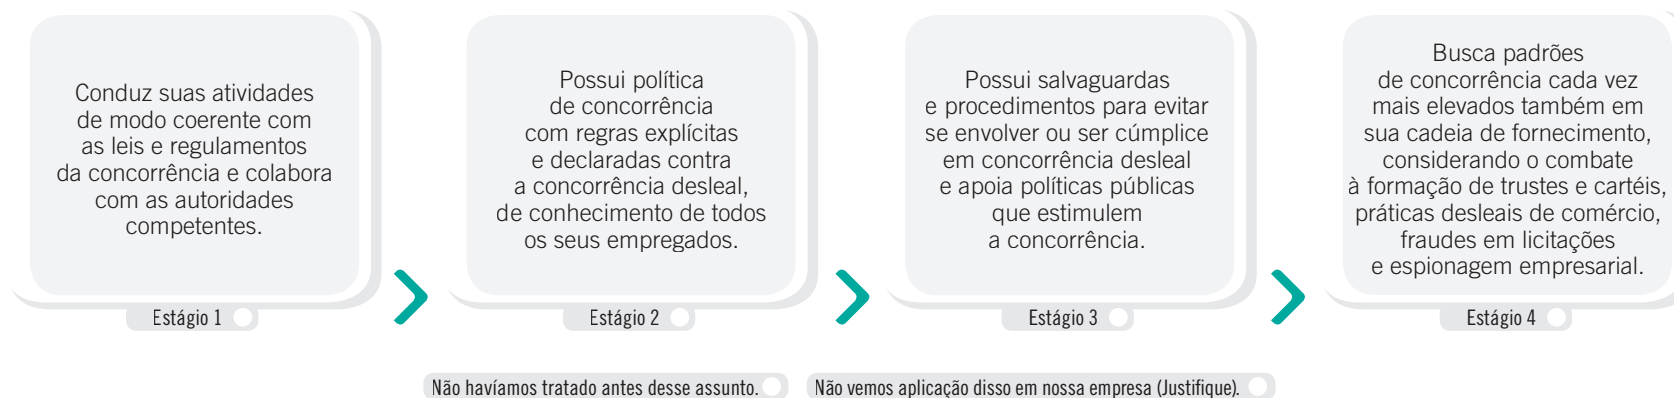 Conduz suas atividades
de modo coerente com
as leis e regulamentos
da concorrência e colabora
com as autoridades
competentes.
Estágio 1
Possui política
de concorrência
com regras explícitas
e declaradas contra
a concorrência desleal,
de conhecimento de todos
os seus empregados.
Estágio 2
Possui salvaguardas
e procedimentos para evitar
se envolver ou ser cúmplice
em concorrência desleal
e apoia políticas públicas
que estimulem
a concorrência.
Estágio 3
Busca padrões
de concorrência cada vez
mais elevados também em
sua cadeia de fornecimento,
considerando o combate
à formação de trustes e cartéis,
práticas desleais de comércio,
fraudes em licitações
e espionagem empresarial.
Estágio 4
Não havíamos tratado antes desse assunto.
Não vemos aplicação disso em nossa empresa (Justifique).